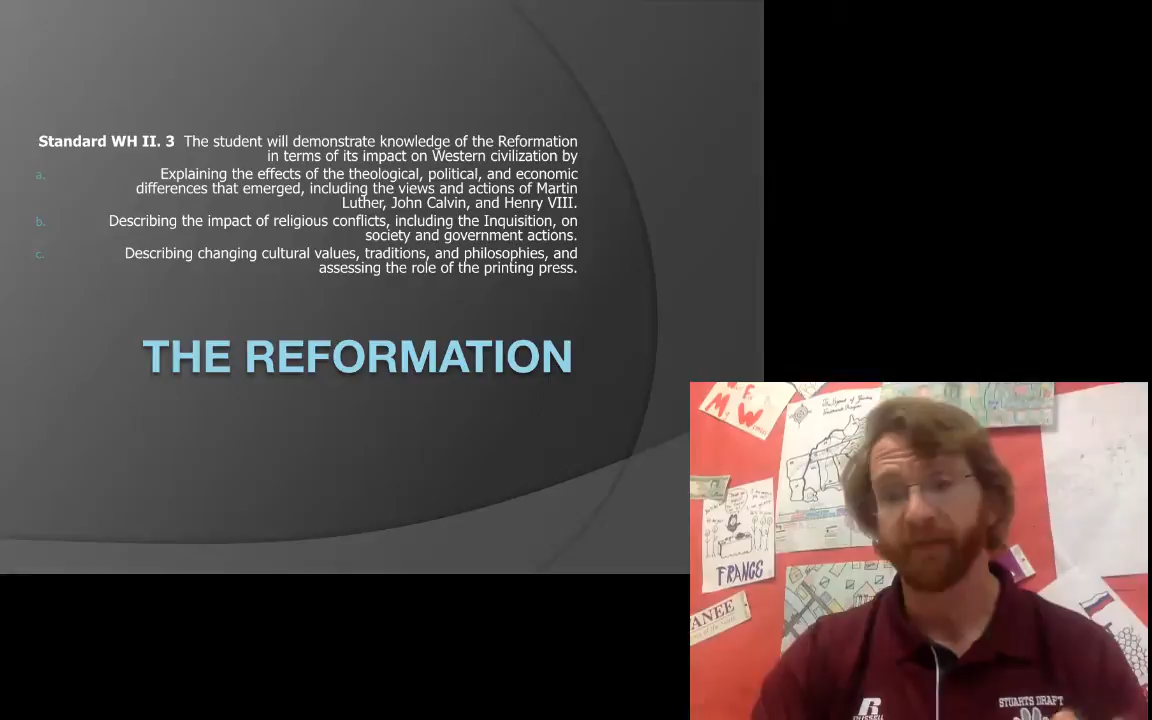 Standard WH II. 3 The student will demonstrate knowledge of the Reformation
in terms of its impact on Western civilization by
a. Explaining the effects of the theological, political, and economic
differences that emerged, including the views and actions of Martin
Luther, John Calvin, and Henry VIII.
b. Describing the impact of religious conflicts, including the Inquisition, on
society and government actions.
c. Describing changing cultural values, traditions, and philosophies, and
assessing the role of the printing press.
THE REFORMATION
FRANCE
R
RUSSELL
STUARTS DRAFT